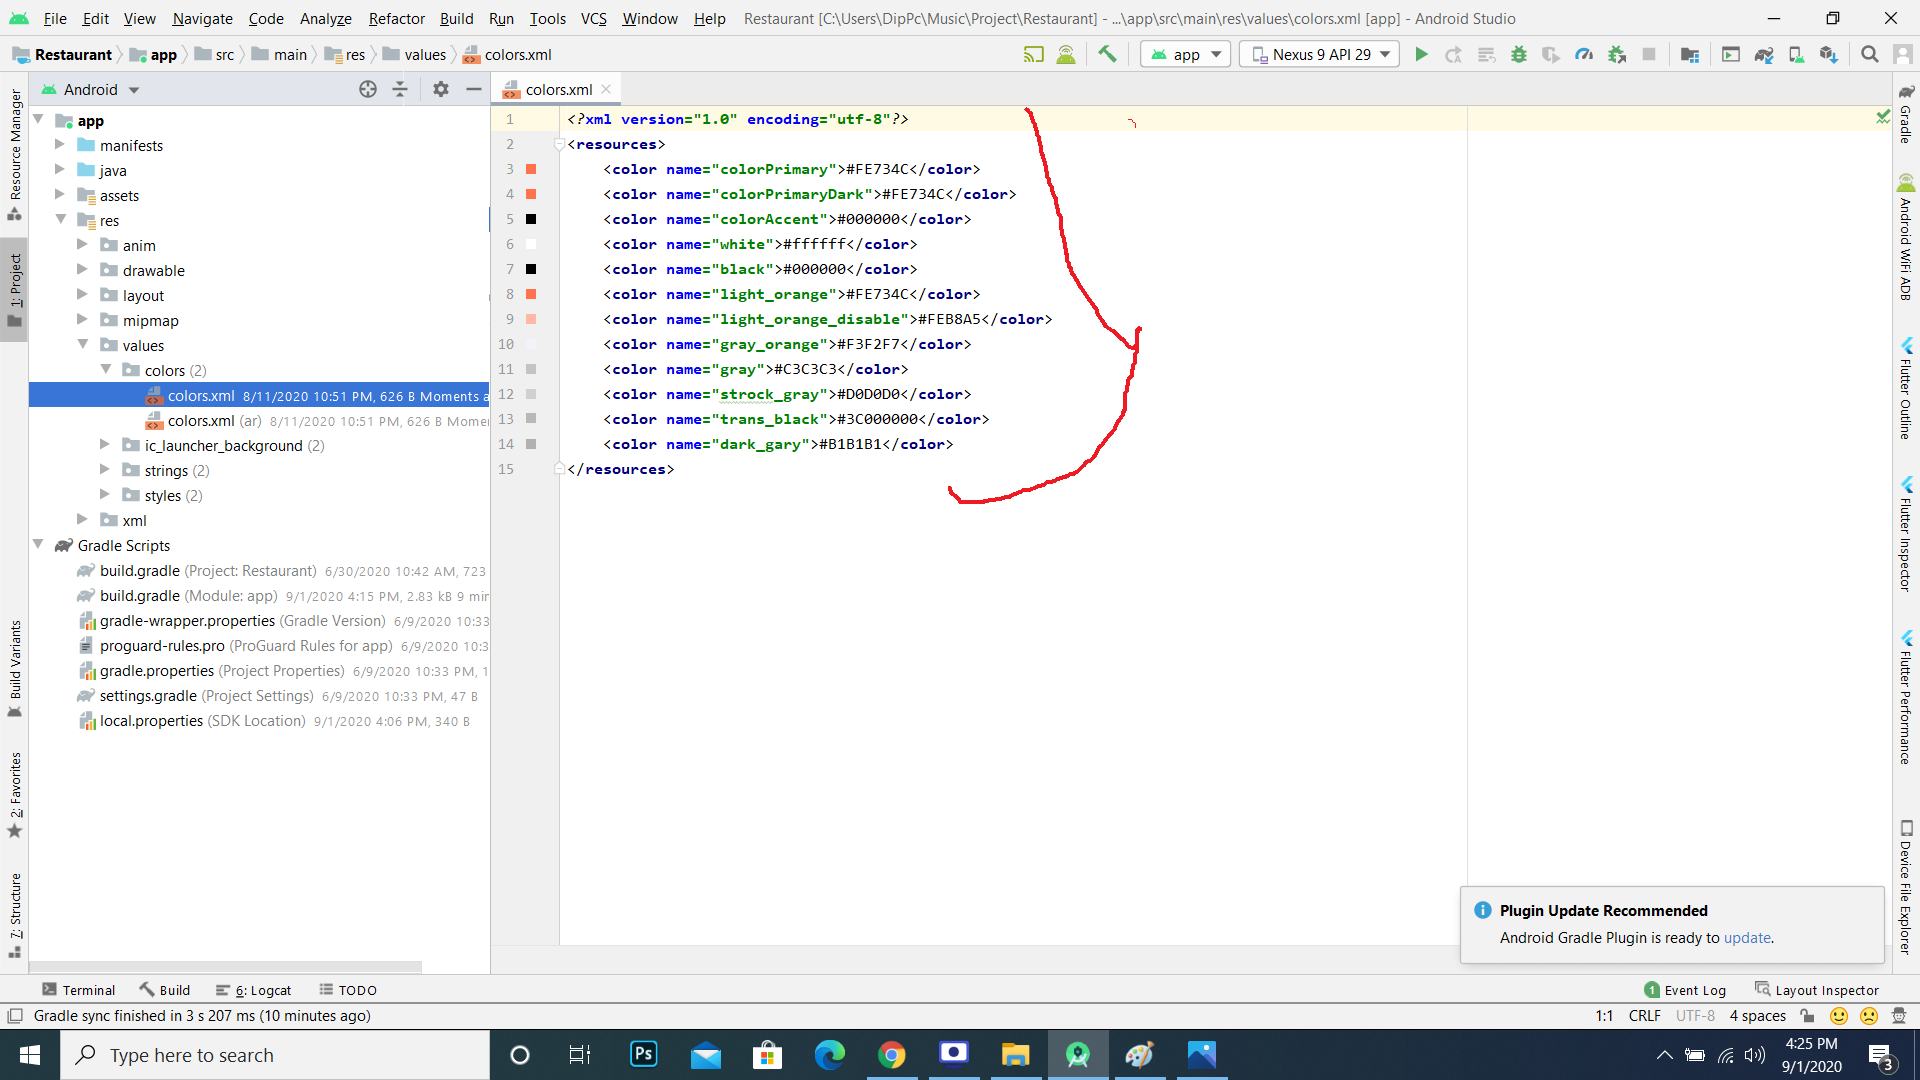 File Edit View Navigate Code Analyze Refactor Build Run Tools VCS Window Help Restaurant [C:\Users\DipPc\Music\Project\Restaurant] - ...\app\src\main\res\values\colors.xml [app] - Android Studio
Restaurant app src main res values colors.xml app Nexus 9 API 29
Android
colors.xml
Resource Manager
1: Project
Build Variants
2: Favorites
7: Structure
app
manifests
java
assets
res
anim
drawable
layout
mipmap
values
colors (2)
colors.xml 8/11/2020 10:51 PM, 626 B Moments a
colors.xml (ar) 8/11/2020 10:51 PM, 626 B Momer
ic_launcher_background (2)
strings (2)
styles (2)
xml
Gradle Scripts
build.gradle (Project: Restaurant) 6/30/2020 10:42 AM, 723
build.gradle (Module: app) 9/1/2020 4:15 PM, 2.83 kB 9 mir
gradle-wrapper.properties (Gradle Version) 6/9/2020 10:33
proguard-rules.pro (ProGuard Rules for app) 6/9/2020 10:3
gradle.properties (Project Properties) 6/9/2020 10:33 PM, 1
settings.gradle (Project Settings) 6/9/2020 10:33 PM, 47 B
local.properties (SDK Location) 9/1/2020 4:06 PM, 340 B
1 <?xml version="1.0" encoding="utf-8"?>
2 <resources>
3 <color name="colorPrimary">#FE734C</color>
4 <color name="colorPrimaryDark">#FE734C</color>
5 <color name="colorAccent">#000000</color>
6 <color name="white">#ffffff</color>
7 <color name="black">#000000</color>
8 <color name="light_orange">#FE734C</color>
9 <color name="light_orange_disable">#FEB8A5</color>
10 <color name="gray_orange">#F3F2F7</color>
11 <color name="gray">#C3C3C3</color>
12 <color name="strock_gray">#D0D0D0</color>
13 <color name="trans_black">#3C000000</color>
14 <color name="dark_gary">#B1B1B1</color>
15 </resources>
Gradle
Android WiFi ADB
Flutter Outline
Flutter Inspector
Flutter Performance
Device File Explorer
Plugin Update Recommended
Android Gradle Plugin is ready to update.
Terminal Build 6: Logcat TODO 1 Event Log Layout Inspector
Gradle sync finished in 3 s 207 ms (10 minutes ago) 1:1 CRLF UTF-8 4 spaces
Type here to search
Ps
4:25 PM
9/1/2020
3